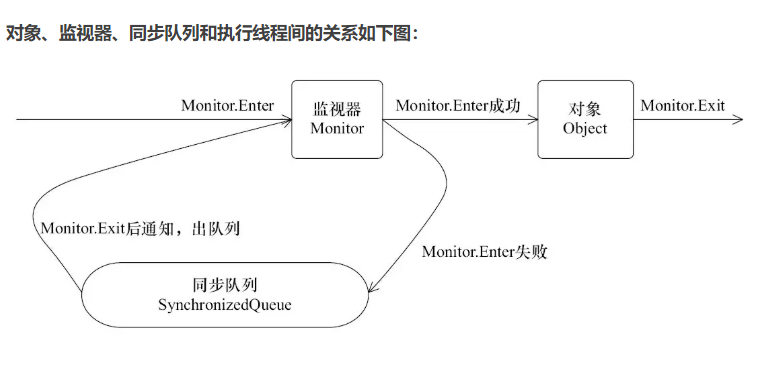 对象、监视器、同步队列和执行线程间的关系如下图：
Monitor.Enter
监视器
Monitor
Monitor.Enter成功
对象
Object
Monitor.Exit
Monitor.Exit后通知，出队列
Monitor.Enter失败
同步队列
SynchronizedQueue